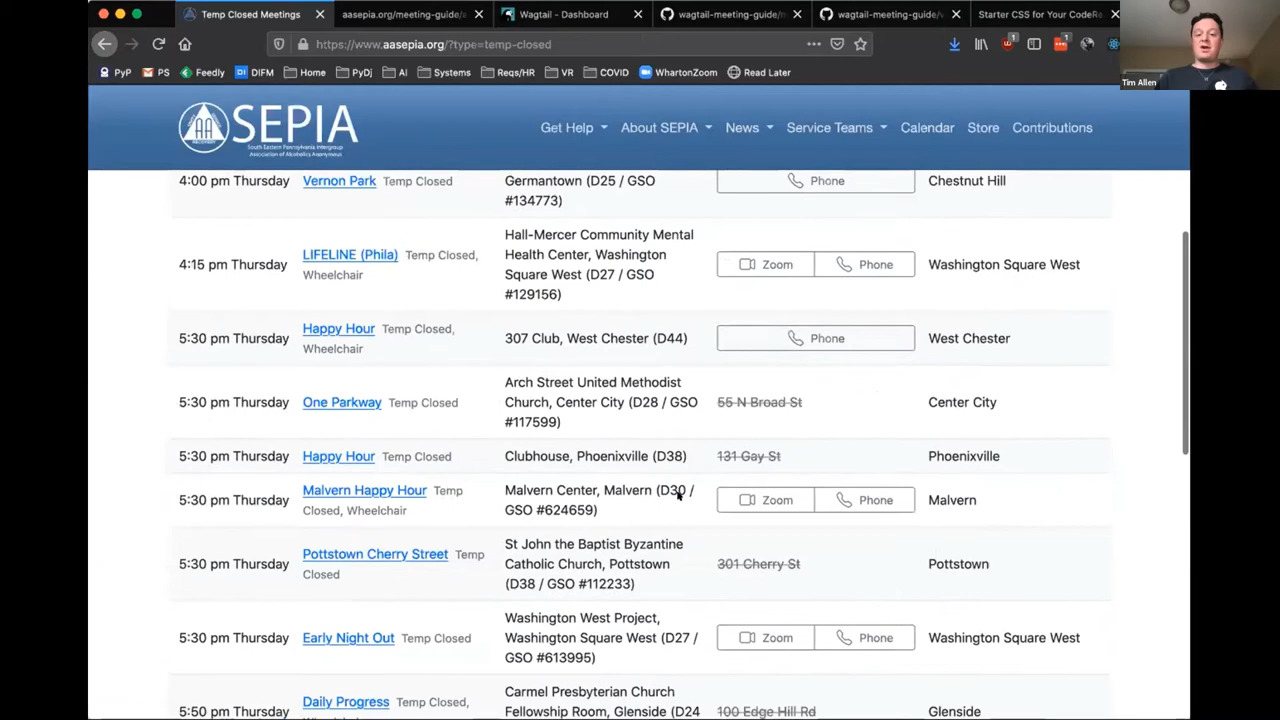 Temp Closed Meetings
aasepia.org/meeting-guide/
Wagtail - Dashboard
wagtail-meeting-guide/
wagtail-meeting-guide/
Starter CSS for Your CodeRe
https://www.aasepia.org/?type=temp-closed
1
1
PyP
PS
Feedly
DI DIFM
Home
PyDj
AI
Systems
Reqs/HR
VR
COVID
WhartonZoom
Read Later
Tim Allen
AA
SEPIA
South Eastern Pennsylvania Intergroup
Association of Alcoholics Anonymous
Get Help
About SEPIA
News
Service Teams
Calendar
Store
Contributions
4:00 pm Thursday
Vernon Park Temp Closed
Germantown (D25 / GSO
#134773)
Phone
Chestnut Hill
4:15 pm Thursday
LIFELINE (Phila) Temp Closed,
Wheelchair
Hall-Mercer Community Mental
Health Center, Washington
Square West (D27 / GSO
#129156)
Zoom
Phone
Washington Square West
5:30 pm Thursday
Happy Hour Temp Closed,
Wheelchair
307 Club, West Chester (D44)
Phone
West Chester
5:30 pm Thursday
One Parkway Temp Closed
Arch Street United Methodist
Church, Center City (D28 / GSO
#117599)
55 N Broad St
Center City
5:30 pm Thursday
Happy Hour Temp Closed
Clubhouse, Phoenixville (D38)
131 Gay St
Phoenixville
5:30 pm Thursday
Malvern Happy Hour Temp
Closed, Wheelchair
Malvern Center, Malvern (D30 /
GSO #624659)
Zoom
Phone
Malvern
5:30 pm Thursday
Pottstown Cherry Street Temp
Closed
St John the Baptist Byzantine
Catholic Church, Pottstown
(D38 / GSO #112233)
301 Cherry St
Pottstown
5:30 pm Thursday
Early Night Out Temp Closed
Washington West Project,
Washington Square West (D27 /
GSO #613995)
Zoom
Phone
Washington Square West
5:50 pm Thursday
Daily Progress Temp Closed,
Carmel Presbyterian Church
Fellowship Room, Glenside (D24
100 Edge Hill Rd
Glenside